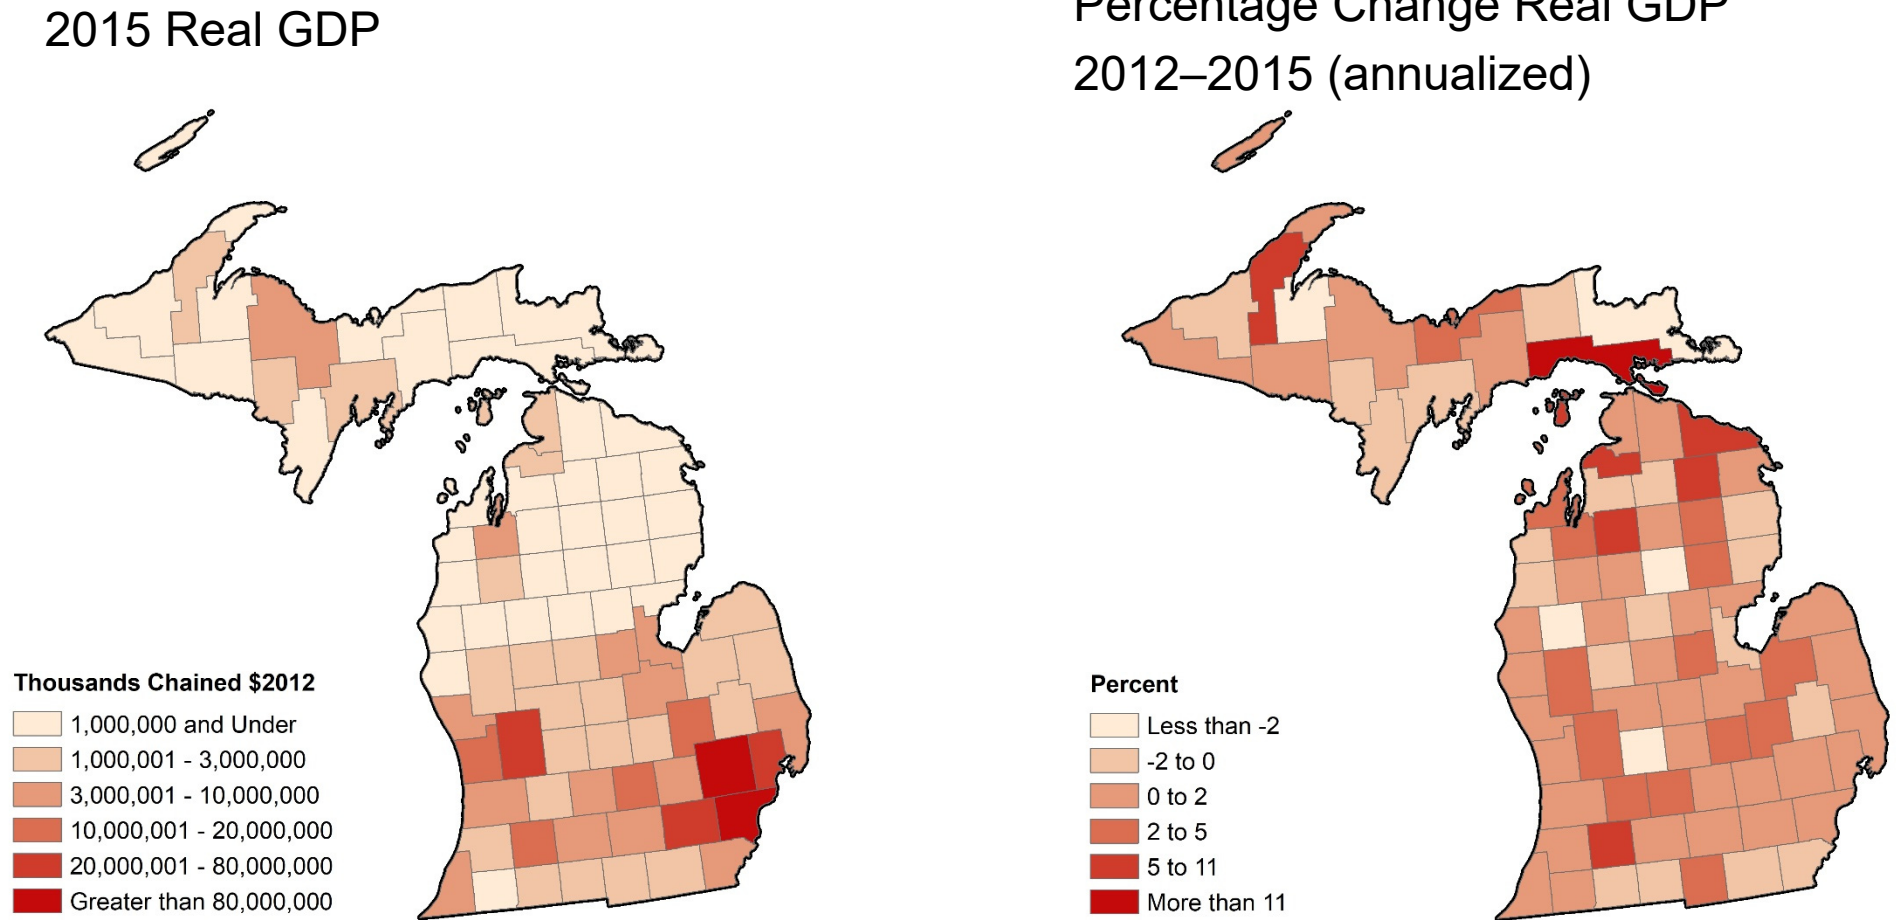 2015 Real GDP
Percentage Change Real GDP
2012–2015 (annualized)
Thousands Chained $2012
1,000,000 and Under
1,000,001 - 3,000,000
3,000,001 - 10,000,000
10,000,001 - 20,000,000
20,000,001 - 80,000,000
Greater than 80,000,000
Percent
Less than -2
-2 to 0
0 to 2
2 to 5
5 to 11
More than 11